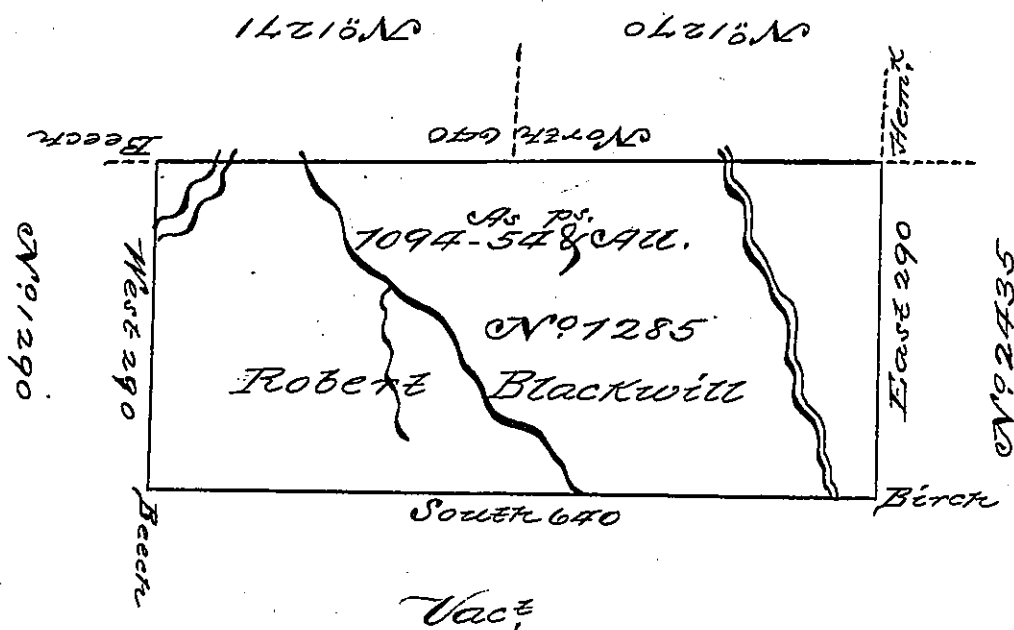 Nº 1271
Nº 1270
Beech
North 640
Hem.k
As ps.
1094-54 & All.
Nº 1290
West 290
East 290
Nº 2435
Nº 1285
Robert Blackwill
Beech
South 640
Birch
Vac.t